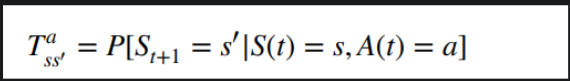 T^a_{ss'} = P[S_{t+1} = s'|S(t) = s, A(t) = a]